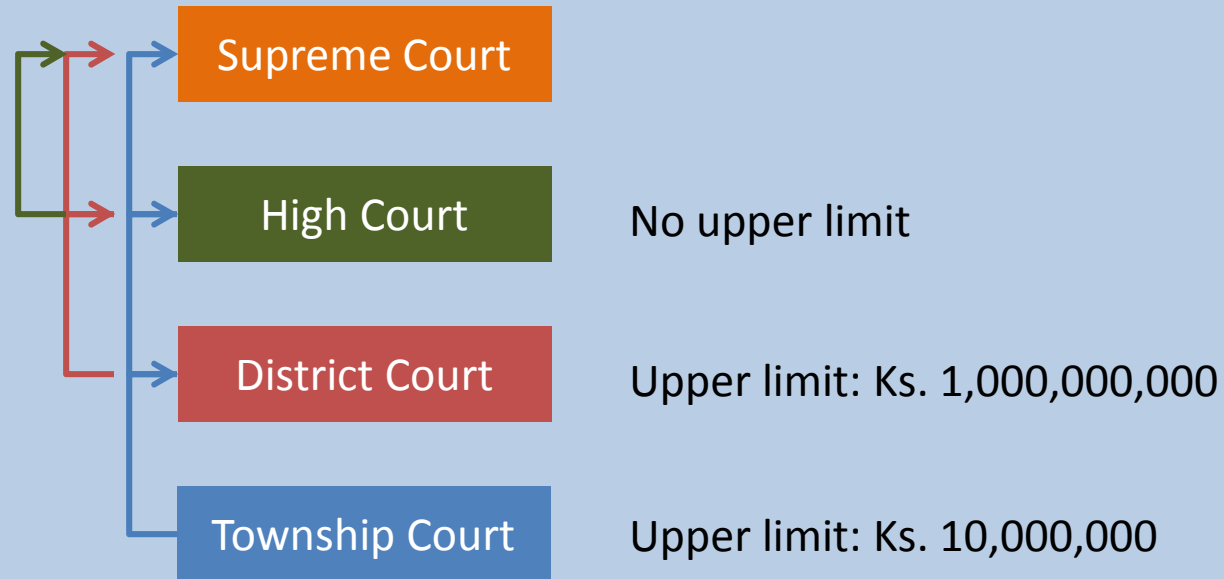 Supreme Court
High Court
No upper limit
District Court
Upper limit: Ks. 1,000,000,000
Township Court
Upper limit: Ks. 10,000,000